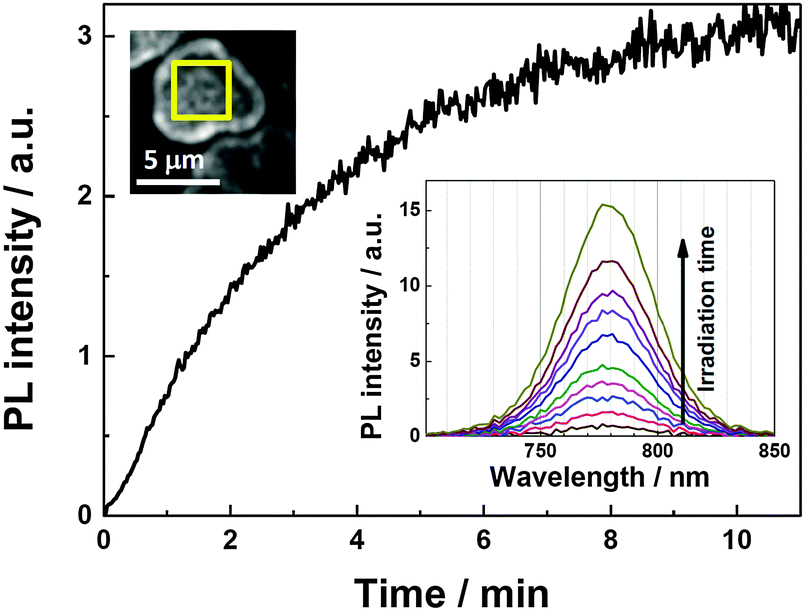 PL intensity / a.u.
3
2
1
0
0 2 4 6 8 10
Time / min
5 µm
PL intensity / a.u.
15
10
5
0
750 800 850
Wavelength / nm
Irradiation time